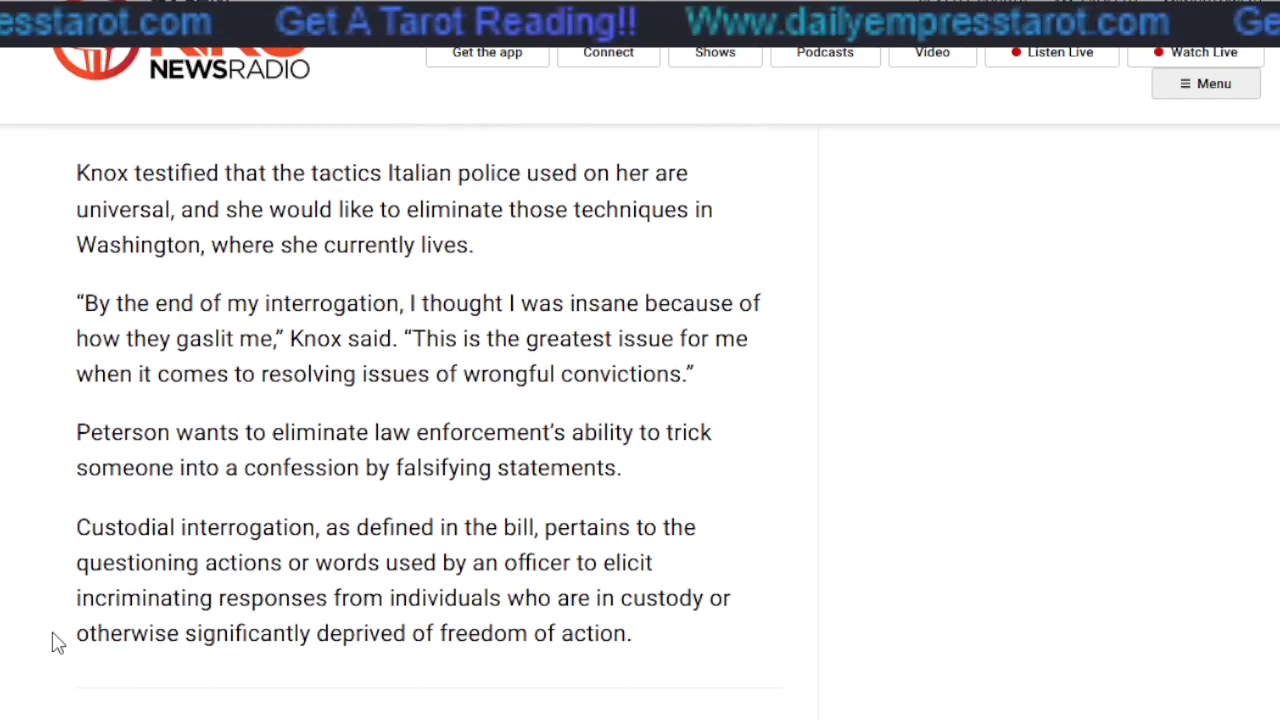 esstarot.com Get A Tarot Reading!! Www.dailyempresstarot.com Ge
NEWSRADIO
Get the app
Connect
Shows
Podcasts
Video
Listen Live
Watch Live
≡ Menu
Knox testified that the tactics Italian police used on her are
universal, and she would like to eliminate those techniques in
Washington, where she currently lives.
“By the end of my interrogation, I thought I was insane because of
how they gaslit me,” Knox said. “This is the greatest issue for me
when it comes to resolving issues of wrongful convictions.”
Peterson wants to eliminate law enforcement’s ability to trick
someone into a confession by falsifying statements.
Custodial interrogation, as defined in the bill, pertains to the
questioning actions or words used by an officer to elicit
incriminating responses from individuals who are in custody or
otherwise significantly deprived of freedom of action.